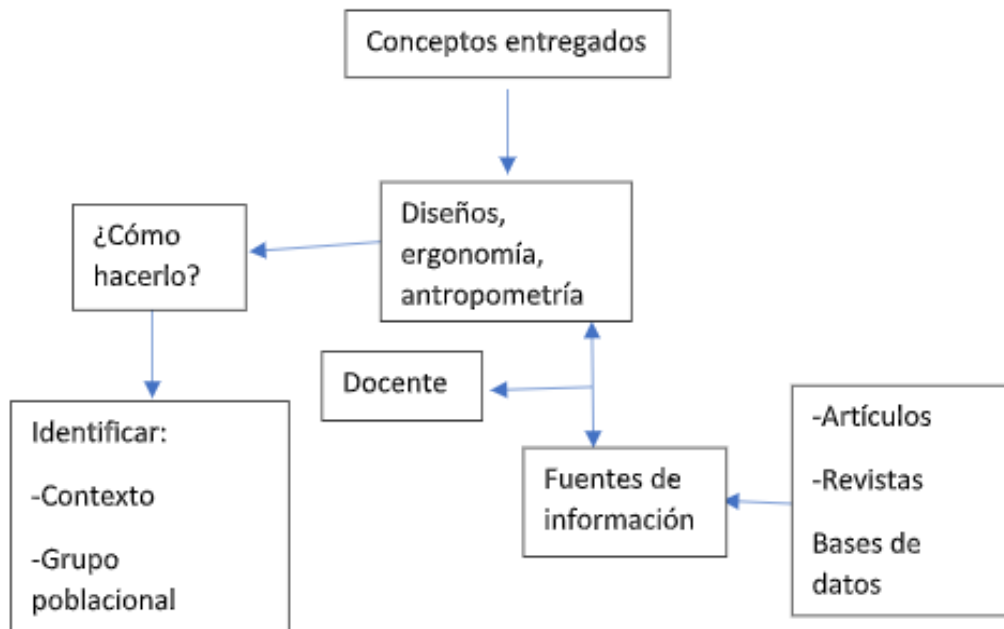 Conceptos entregados
Diseños,
ergonomía,
antropometría
¿Cómo
hacerlo?
Docente
Identificar:
-Contexto
-Grupo
poblacional
Fuentes de
información
-Artículos
-Revistas
Bases de
datos